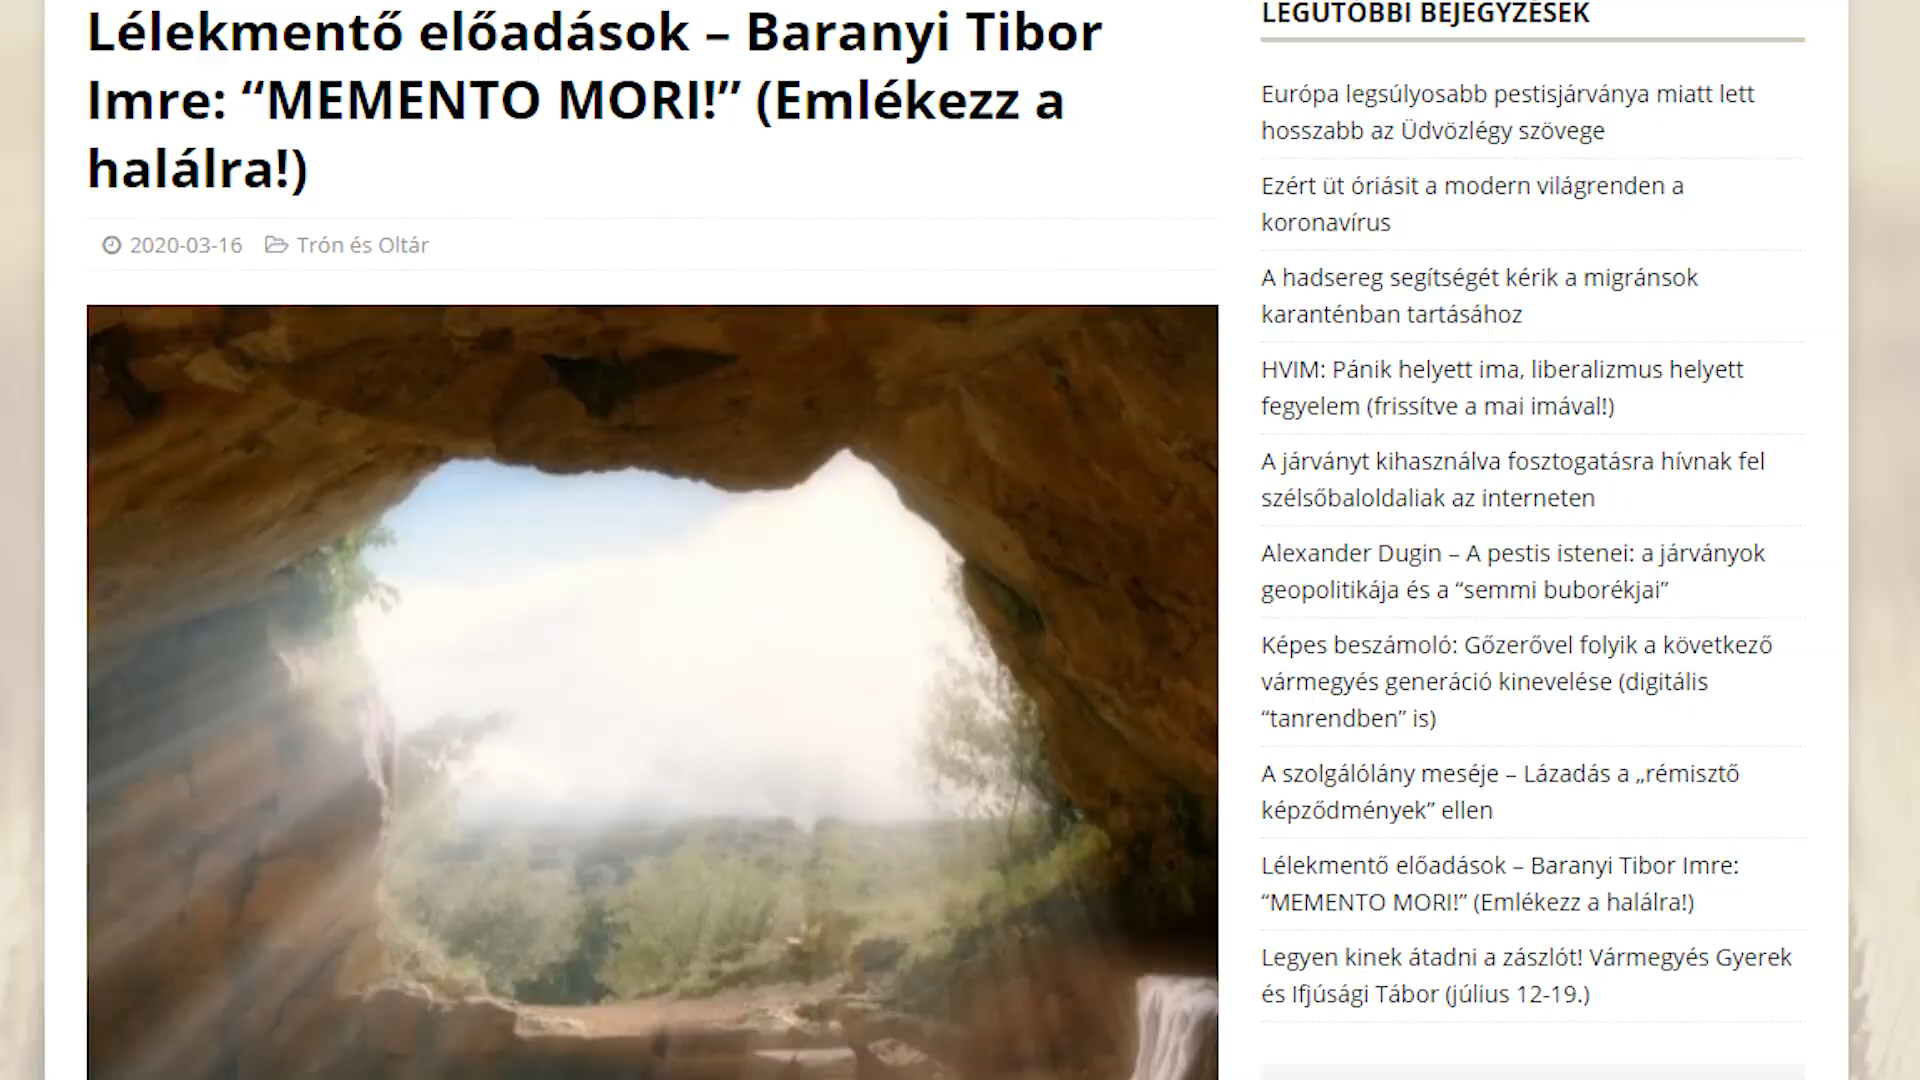 Lélekmentő előadások – Baranyi Tibor
Imre: “MEMENTO MORI!” (Emlékezz a
halálra!)
2020-03-16 Trón és Oltár
LEGUTÓBBI BEJEGYZÉSEK
Európa legsúlyosabb pestisjárványa miatt lett
hosszabb az Üdvözlégy szövege
Ezért üt óriásit a modern világrenden a
koronavírus
A hadsereg segítségét kérik a migránsok
karanténban tartásához
HVIM: Pánik helyett ima, liberalizmus helyett
fegyelem (frissítve a mai imával!)
A járványt kihasználva fosztogatásra hívnak fel
szélsőbaloldaliak az interneten
Alexander Dugin – A pestis istenei: a járványok
geopolitikája és a “semmi buborékjai”
Képes beszámoló: Gőzerővel folyik a következő
vármegyés generáció kinevelése (digitális
“tanrendben” is)
A szolgálólány meséje – Lázadás a „rémisztő
képződmények” ellen
Lélekmentő előadások – Baranyi Tibor Imre:
“MEMENTO MORI!” (Emlékezz a halálra!)
Legyen kinek átadni a zászlót! Vármegyés Gyerek
és Ifjúsági Tábor (július 12-19.)